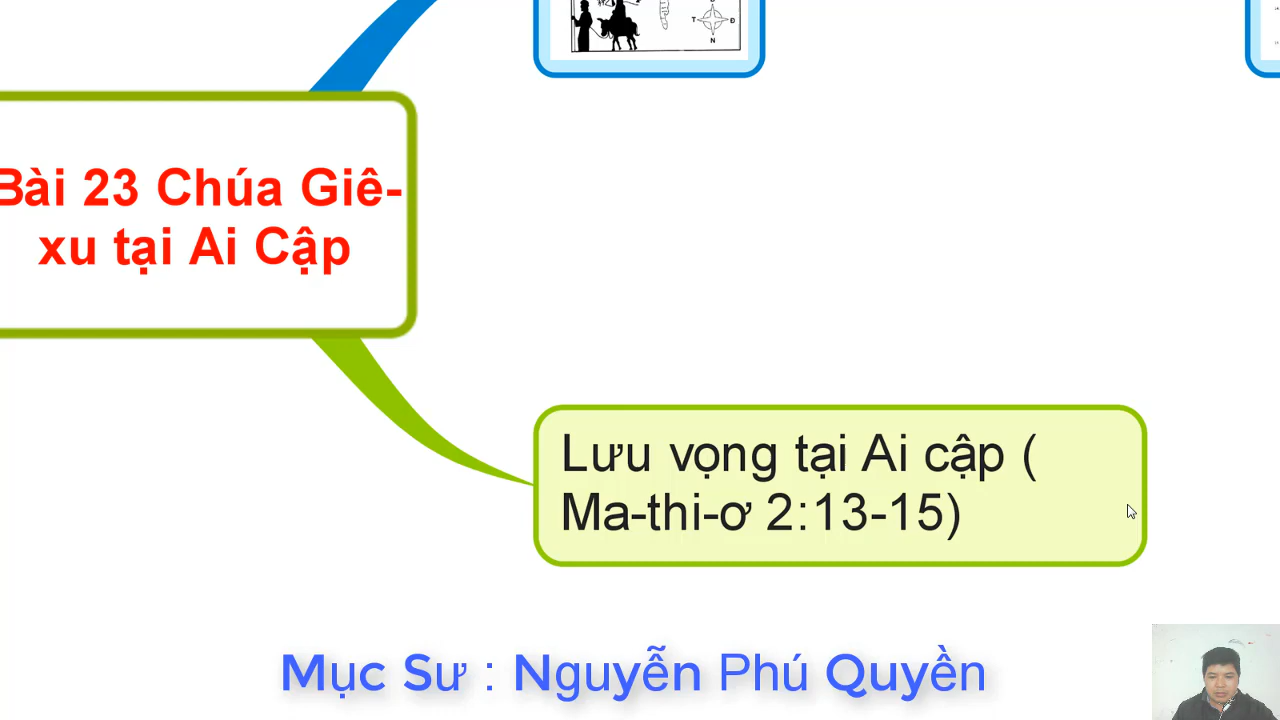 T Đ
N
Bài 23 Chúa Giê-
xu tại Ai Cập
Lưu vọng tại Ai cập (
Ma-thi-ơ 2:13-15)
Mục Sư : Nguyễn Phú Quyền